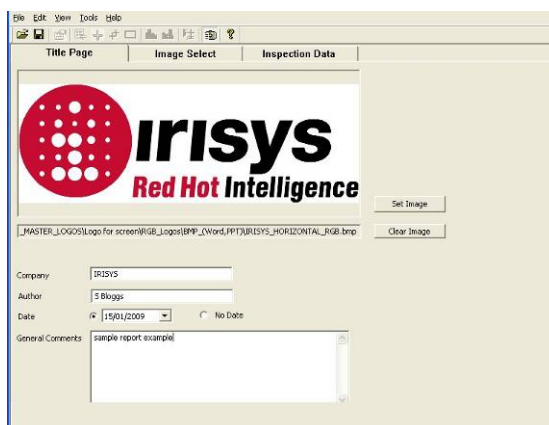 File Edit View Tools Help
Title Page Image Select Inspection Data
IRISYS
Red Hot Intelligence
Set Image
_MASTER_LOGOS\Logo for screen\RGB_Logos\BMP_(Word,PPT)\IRISYS_HORIZONTAL_RGB.bmp Clear Image
Company IRISYS
Author S Bloggs
Date 15/01/2009 No Date
General Comments sample report example